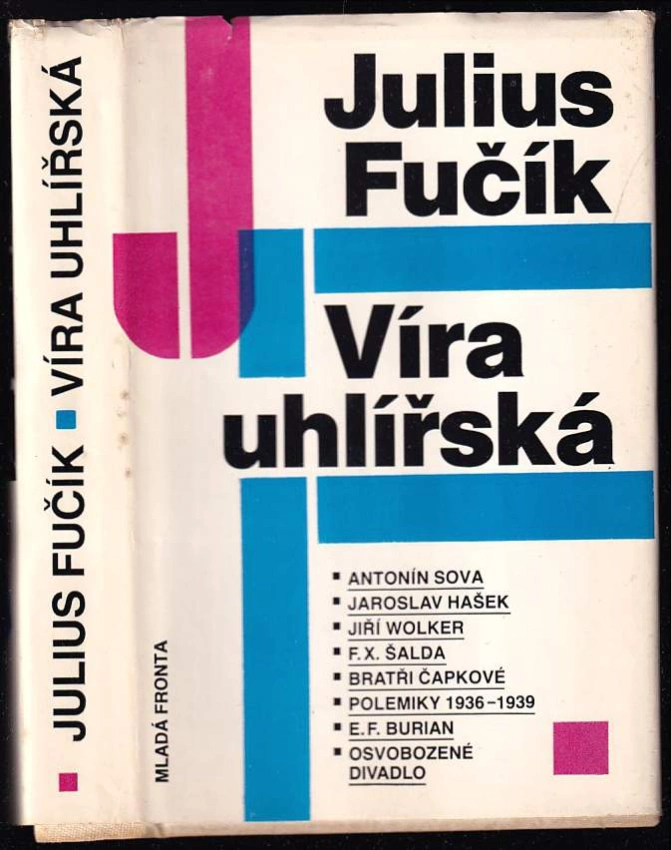 JULIUS FUČÍK ▪ VÍRA UHLÍŘSKÁ
MLADÁ FRONTA
Julius
Fučík
Víra
uhlířská
▪ ANTONÍN SOVA
▪ JAROSLAV HAŠEK
▪ JIŘÍ WOLKER
▪ F. X. ŠALDA
▪ BRATŘI ČAPKOVÉ
▪ POLEMIKY 1936–1939
▪ E. F. BURIAN
▪ OSVOBOZENÉ
DIVADLO